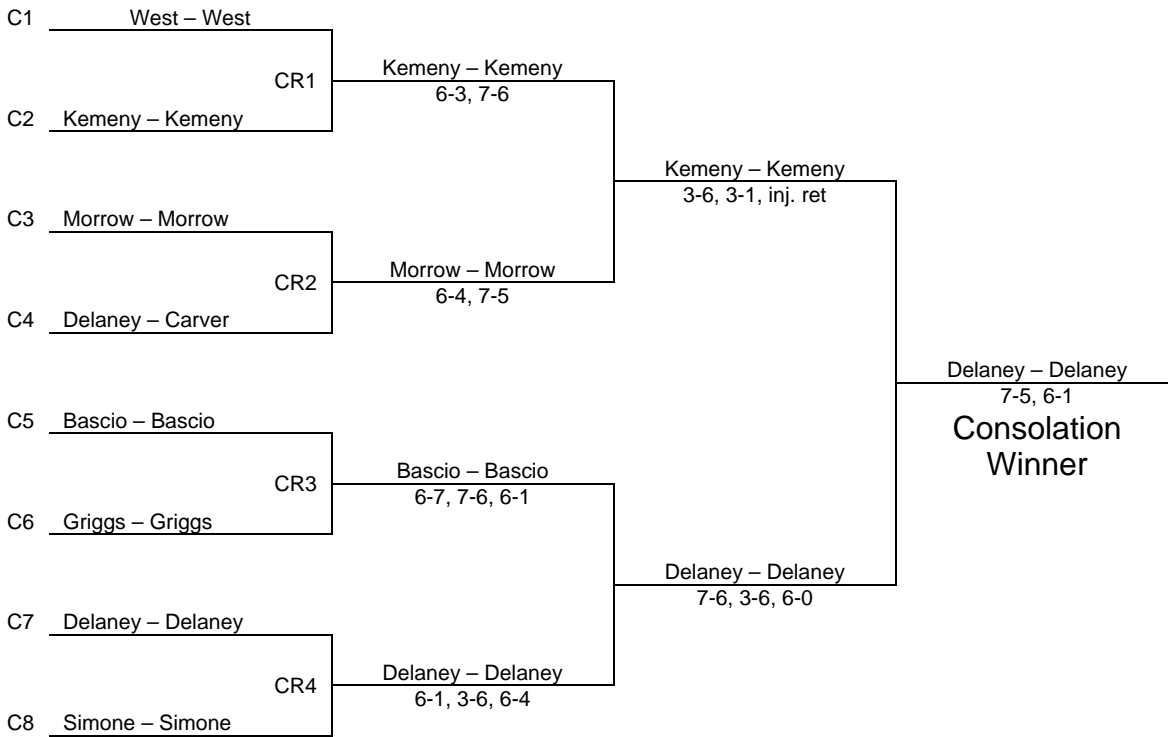 C1 West – West
CR1
Kemeny – Kemeny
6-3, 7-6
C2 Kemeny – Kemeny
Kemeny – Kemeny
3-6, 3-1, inj. ret
C3 Morrow – Morrow
CR2
Morrow – Morrow
6-4, 7-5
C4 Delaney – Carver
Delaney – Delaney
7-5, 6-1
Consolation
Winner
C5 Bascio – Bascio
CR3
Bascio – Bascio
6-7, 7-6, 6-1
C6 Griggs – Griggs
Delaney – Delaney
7-6, 3-6, 6-0
C7 Delaney – Delaney
CR4
Delaney – Delaney
6-1, 3-6, 6-4
C8 Simone – Simone